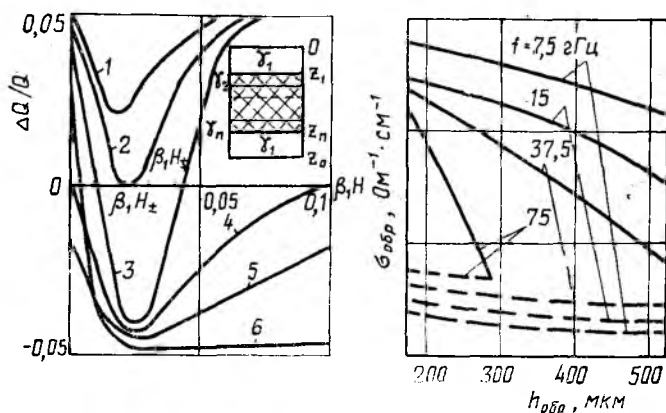 0,05
ΔQ/Q
0
-0,05
1
2
3
4
5
6
β₁H±
β₁H±
0,05
0,1
β₁H
γ₁
γ₂
γₙ
γ₁
0
z₁
zₙ
z₀
σобр, Ом⁻¹·см⁻¹
f=7,5 гГц
15
37,5
75
200
300
400
500
hобр, мкм